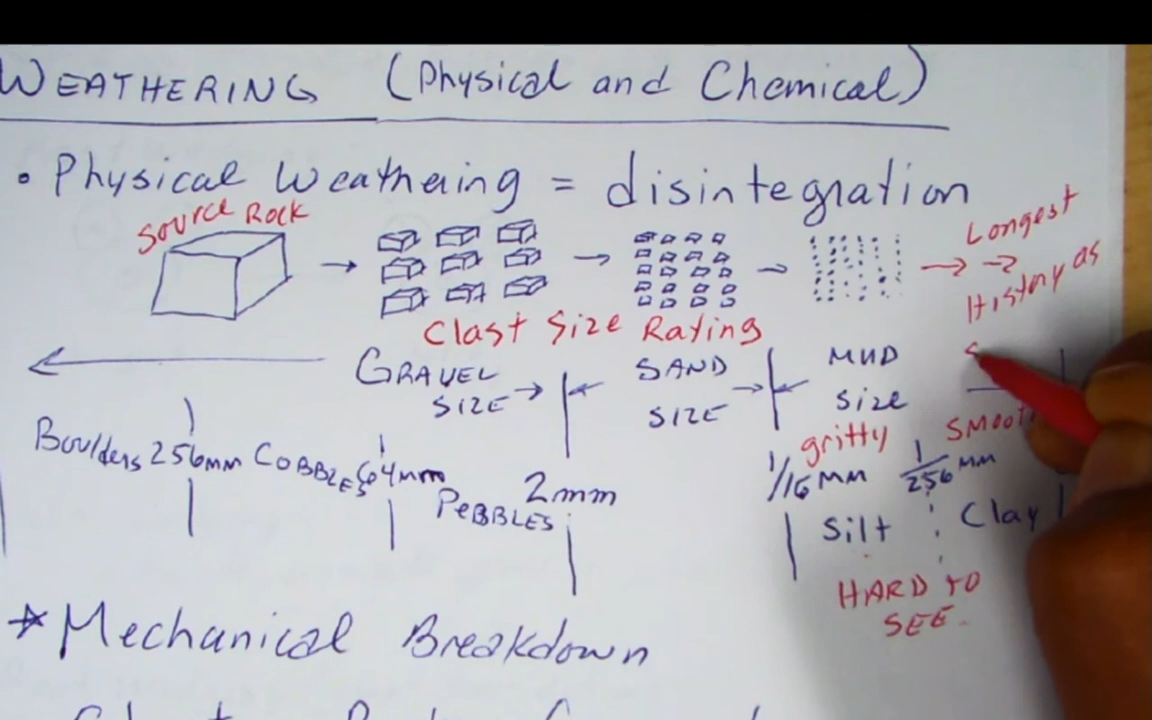 WEATHERING (Physical and Chemical)
• Physical Weatheing = disintegration
Source Rock
Longest
History as
S
Clast Size Rating
GRAVEL SIZE
SAND SIZE
MUD size
gritty
Smoot
Boulders 256mm COBBLES 64mm PeBBLES 2mm
1/16 mm
1/256 mm
Silt
Clay
HARD TO
SEE.
* Mechanical Breakdown